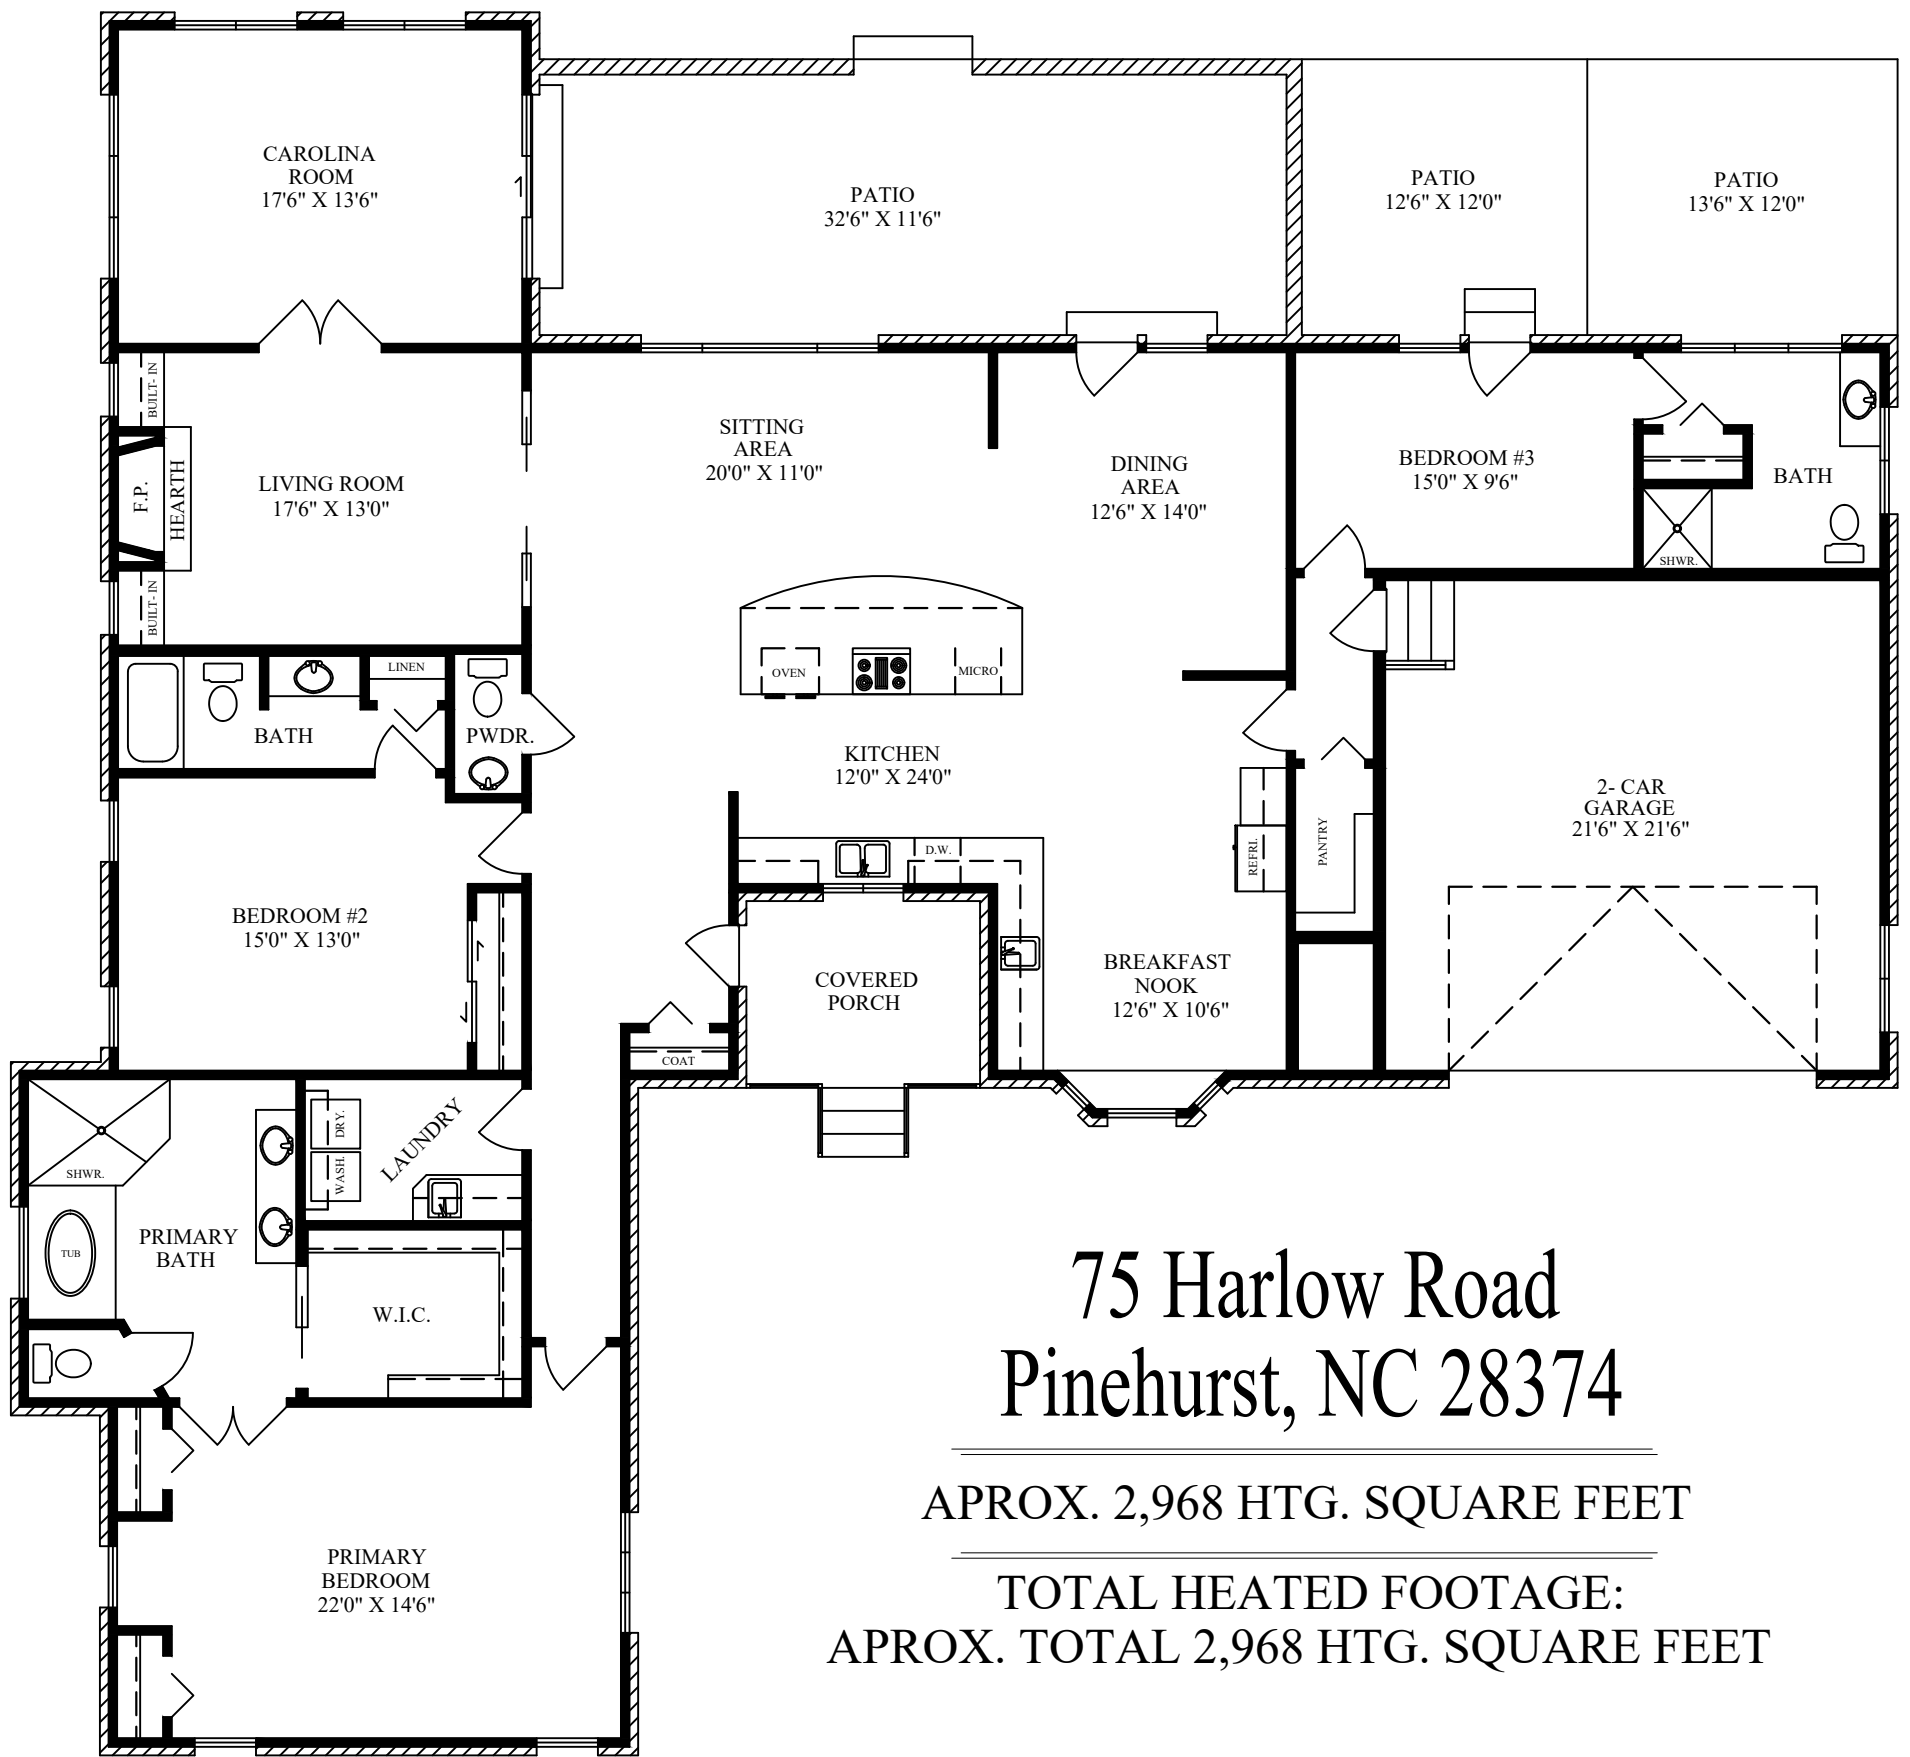 CAROLINA
ROOM
17'6" X 13'6"
PATIO
32'6" X 11'6"
PATIO
12'6" X 12'0"
PATIO
13'6" X 12'0"
BUILT- IN
F.P.
HEARTH
BUILT- IN
LIVING ROOM
17'6" X 13'0"
SITTING
AREA
20'0" X 11'0"
DINING
AREA
12'6" X 14'0"
BEDROOM #3
15'0" X 9'6"
BATH
SHWR.
LINEN
BATH
PWDR.
OVEN
MICRO
KITCHEN
12'0" X 24'0"
2- CAR
GARAGE
21'6" X 21'6"
D.W.
REFRI.
PANTRY
BEDROOM #2
15'0" X 13'0"
COVERED
PORCH
BREAKFAST
NOOK
12'6" X 10'6"
COAT
SHWR.
DRY.
WASH.
LAUNDRY
TUB
PRIMARY
BATH
W.I.C.
PRIMARY
BEDROOM
22'0" X 14'6"
75 Harlow Road
Pinehurst, NC 28374
APROX. 2,968 HTG. SQUARE FEET
TOTAL HEATED FOOTAGE:
APROX. TOTAL 2,968 HTG. SQUARE FEET